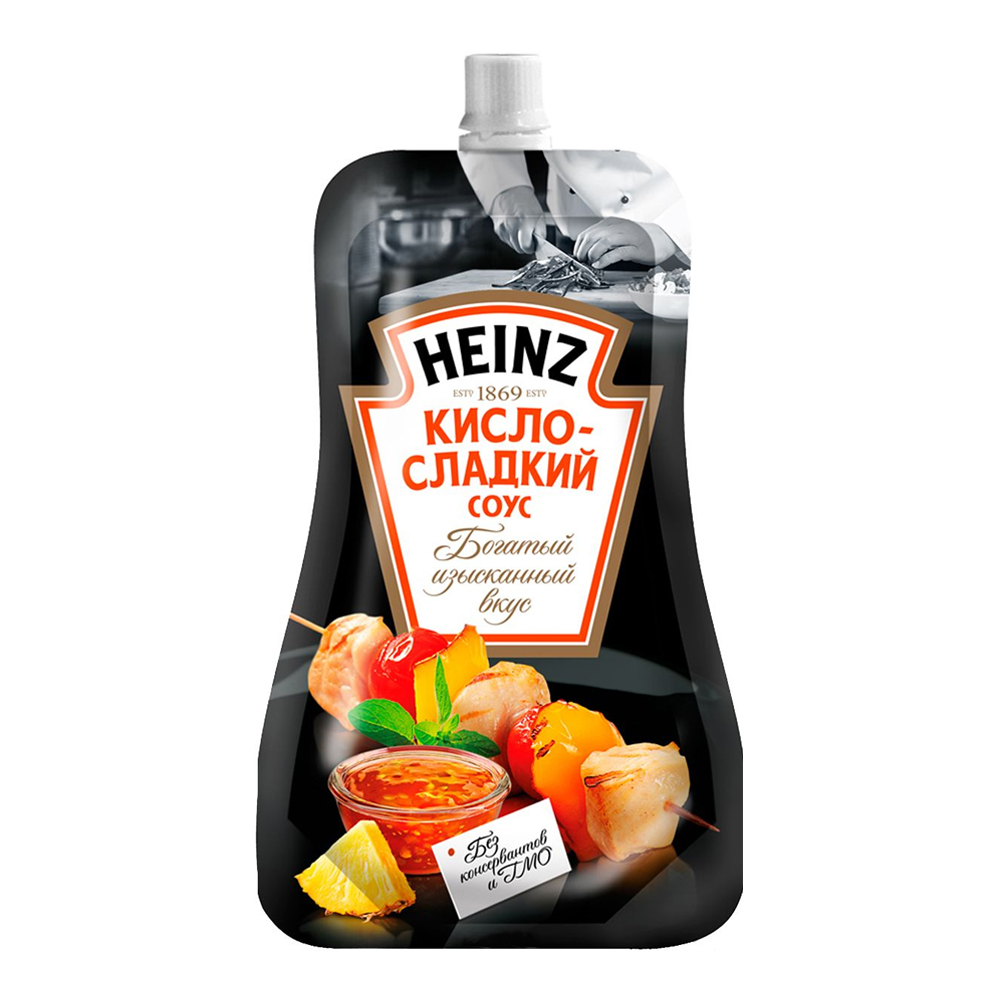 HEINZ
ESTD 1869 ESTD
КИСЛО-
СЛАДКИЙ
СОУС
Богатый
изысканный
вкус
Без
консервантов
и ГМО